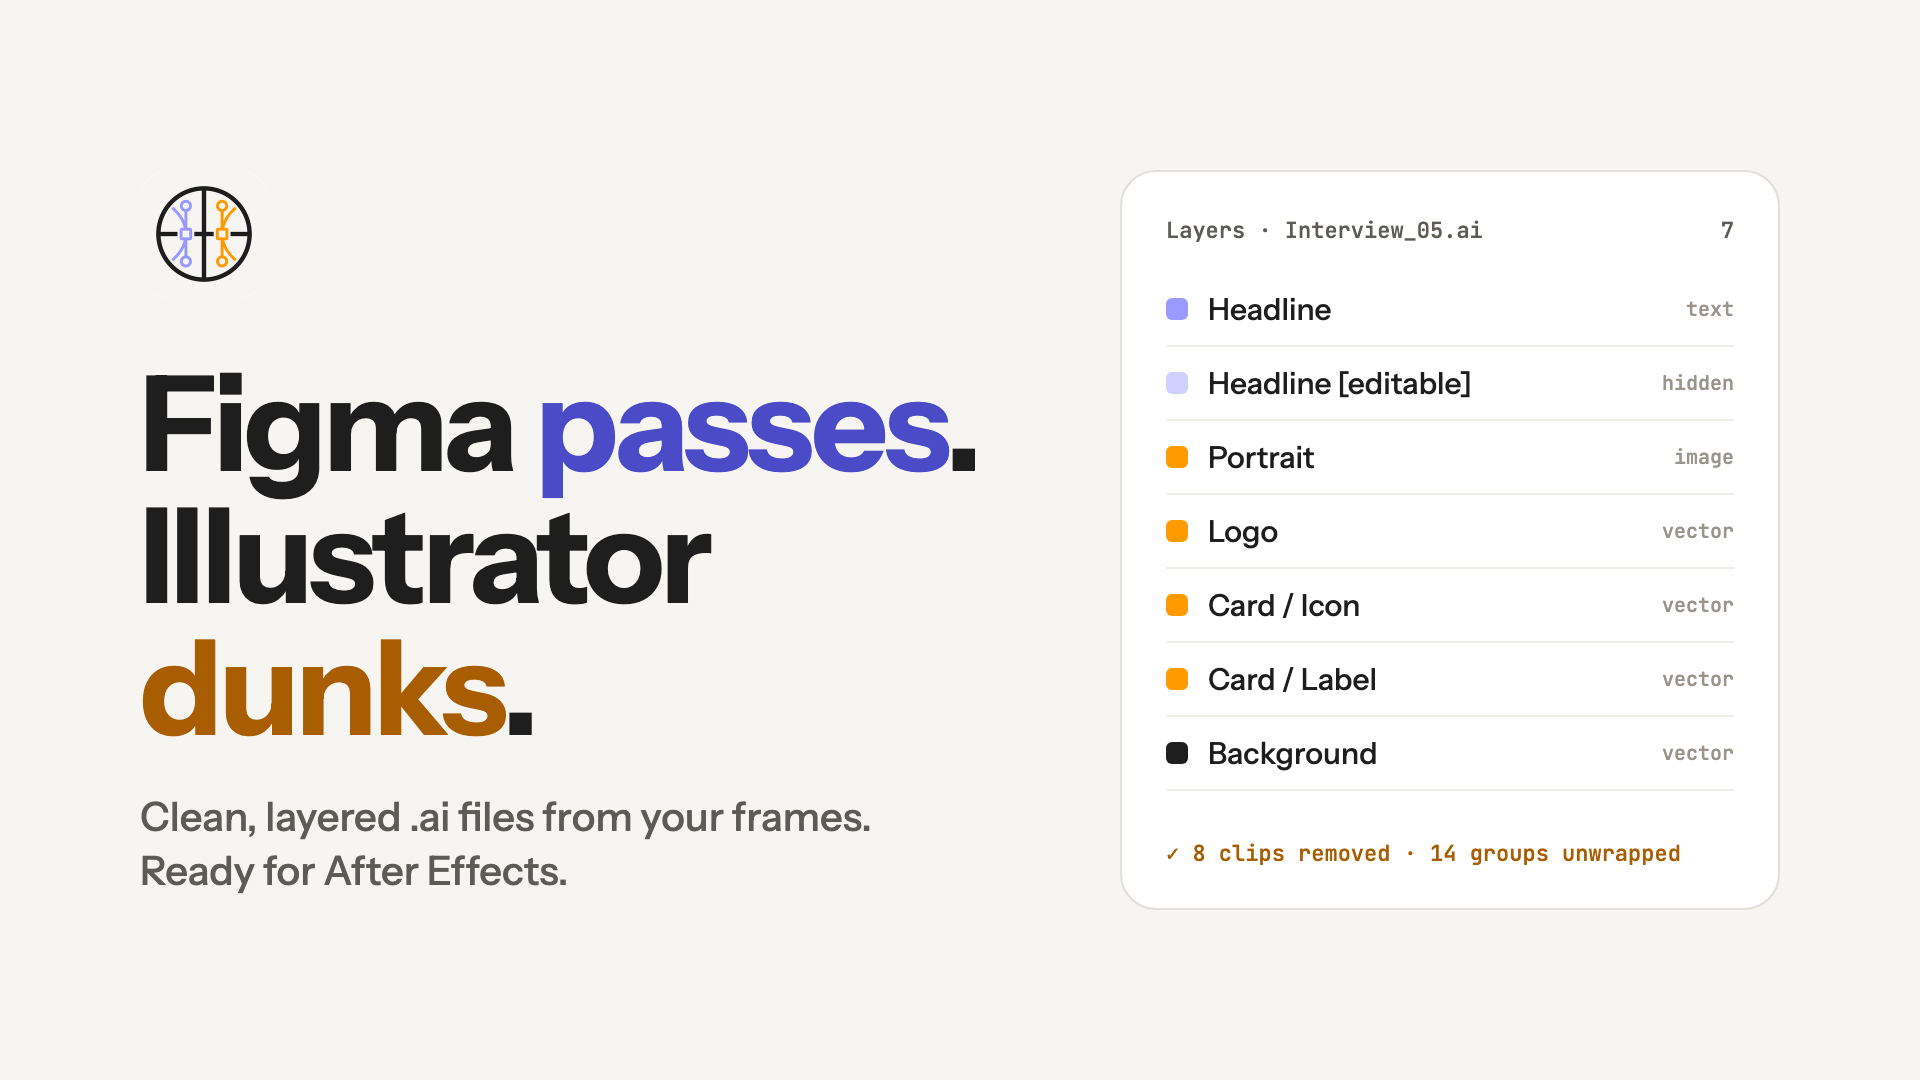 Figma passes.
Illustrator
dunks.
Clean, layered .ai files from your frames.
Ready for After Effects.
Layers · Interview_05.ai 7
Headline text
Headline [editable] hidden
Portrait image
Logo vector
Card / Icon vector
Card / Label vector
Background vector
✓ 8 clips removed · 14 groups unwrapped